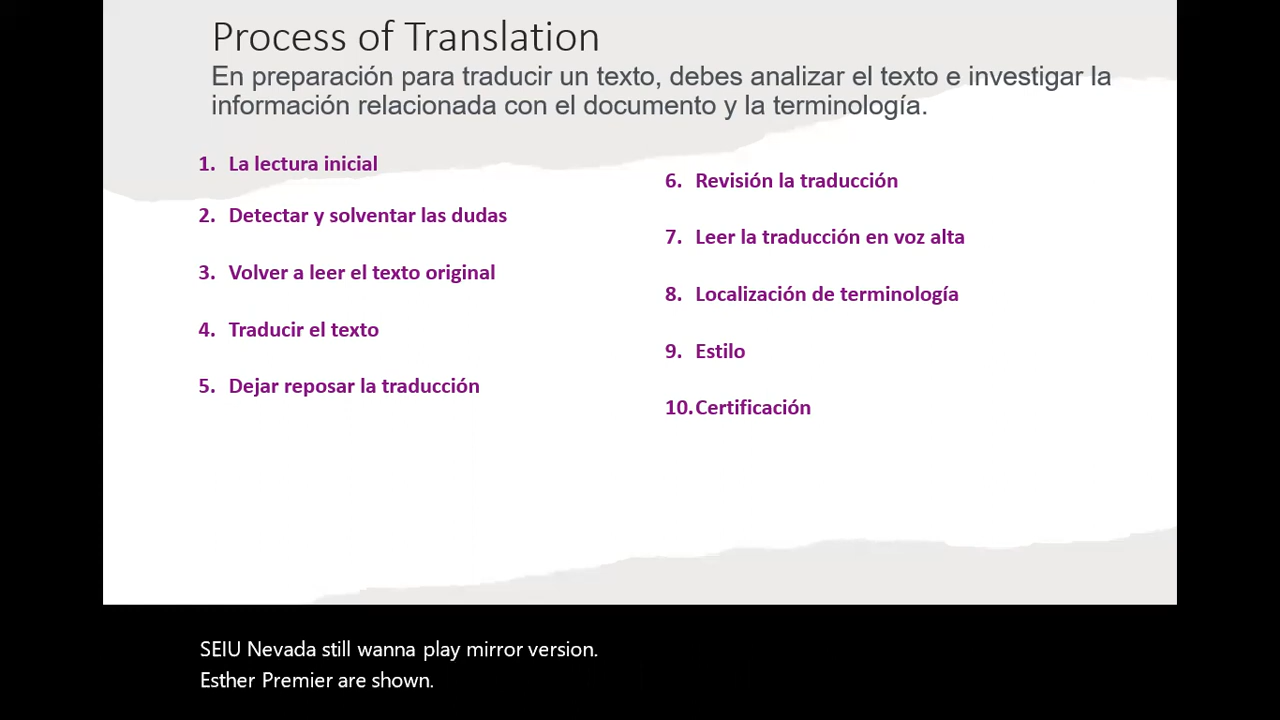 Process of Translation
En preparación para traducir un texto, debes analizar el texto e investigar la
información relacionada con el documento y la terminología.
1. La lectura inicial
2. Detectar y solventar las dudas
3. Volver a leer el texto original
4. Traducir el texto
5. Dejar reposar la traducción
6. Revisión la traducción
7. Leer la traducción en voz alta
8. Localización de terminología
9. Estilo
10. Certificación
SEIU Nevada still wanna play mirror version.
Esther Premier are shown.